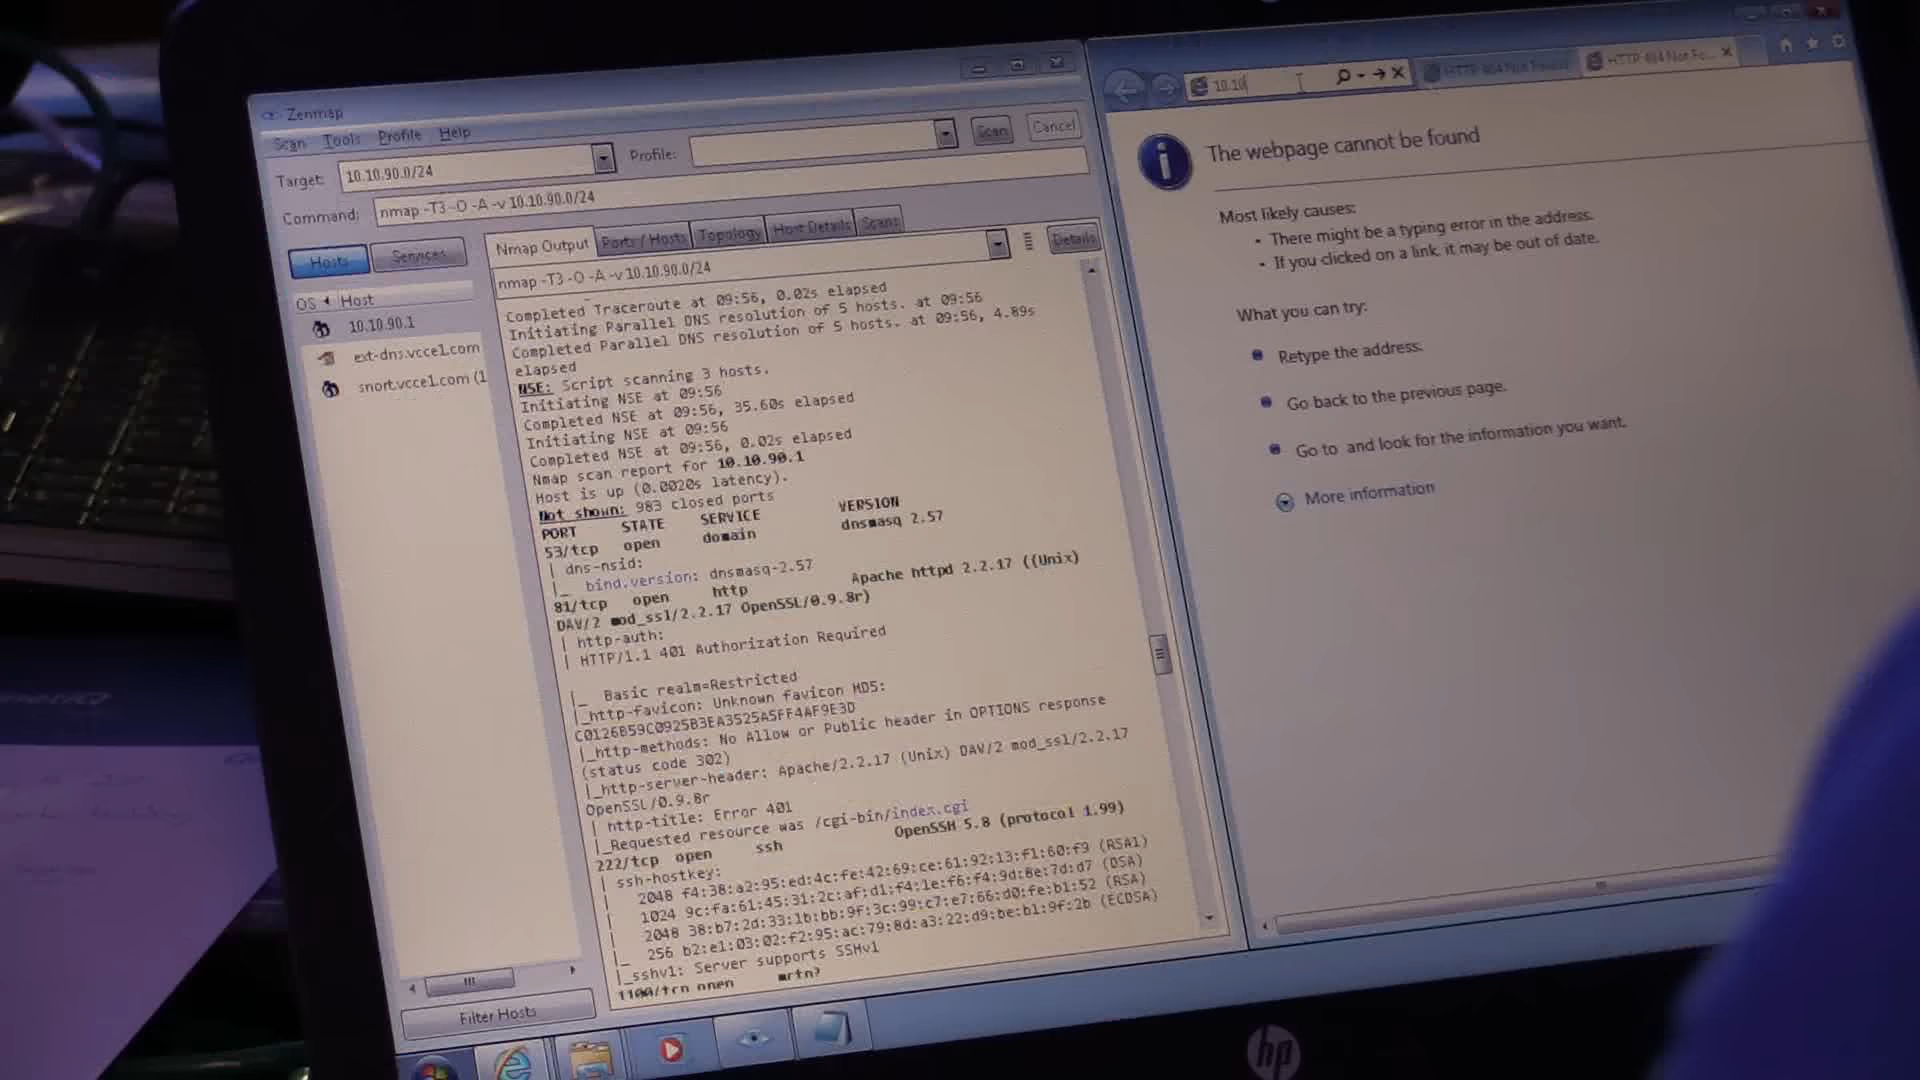 Zenmap
Scan Tools Profile Help
Target: 10.10.90.0/24 Profile: Scan Cancel
Command: nmap -T3 -O -A -v 10.10.90.0/24
Hosts Services
Nmap Output Ports / Hosts Topology Host Details Scans
nmap -T3 -O -A -v 10.10.90.0/24 Details
OS Host
10.10.90.1
ext-dns.vcce1.com
snort.vcce1.com (1
Completed Traceroute at 09:56, 0.02s elapsed
Initiating Parallel DNS resolution of 5 hosts. at 09:56
Completed Parallel DNS resolution of 5 hosts. at 09:56, 4.89s
elapsed
NSE: Script scanning 3 hosts.
Initiating NSE at 09:56
Completed NSE at 09:56, 35.60s elapsed
Initiating NSE at 09:56
Completed NSE at 09:56, 0.02s elapsed
Nmap scan report for 10.10.90.1
Host is up (0.0020s latency).
Not shown: 983 closed ports
PORT STATE SERVICE VERSION
53/tcp open domain dnsmasq 2.57
| dns-nsid:
|_ bind.version: dnsmasq-2.57
81/tcp open http Apache httpd 2.2.17 ((Unix)
DAV/2 mod_ssl/2.2.17 OpenSSL/0.9.8r)
| http-auth:
| HTTP/1.1 401 Authorization Required
|_ Basic realm=Restricted
|_http-favicon: Unknown favicon MD5:
C0126B59C0925B3EA3525A5FF4AF9E3D
|_http-methods: No Allow or Public header in OPTIONS response
(status code 302)
|_http-server-header: Apache/2.2.17 (Unix) DAV/2 mod_ssl/2.2.17
OpenSSL/0.9.8r
| http-title: Error 401
|_Requested resource was /cgi-bin/index.cgi
222/tcp open ssh OpenSSH 5.8 (protocol 1.99)
| ssh-hostkey:
| 2048 f4:38:a2:95:ed:4c:fe:42:69:ce:61:92:13:f1:60:f9 (RSA1)
| 1024 9c:fa:61:45:31:2c:af:d1:f4:1e:f6:f4:9d:8e:7d:d7 (DSA)
| 2048 38:b7:2d:33:1b:bb:9f:3c:99:c7:e7:66:d0:fe:b1:52 (RSA)
|_ 256 b2:e1:03:02:f2:95:ac:79:8d:a3:22:d9:be:b1:9f:2b (ECDSA)
|_sshv1: Server supports SSHv1
1100/tcp open mctp?
Filter Hosts
10.10
HTTP 404 Not Found
HTTP 404 Not Fo...
The webpage cannot be found
Most likely causes:
• There might be a typing error in the address.
• If you clicked on a link, it may be out of date.
What you can try:
Retype the address.
Go back to the previous page.
Go to and look for the information you want.
More information
hp